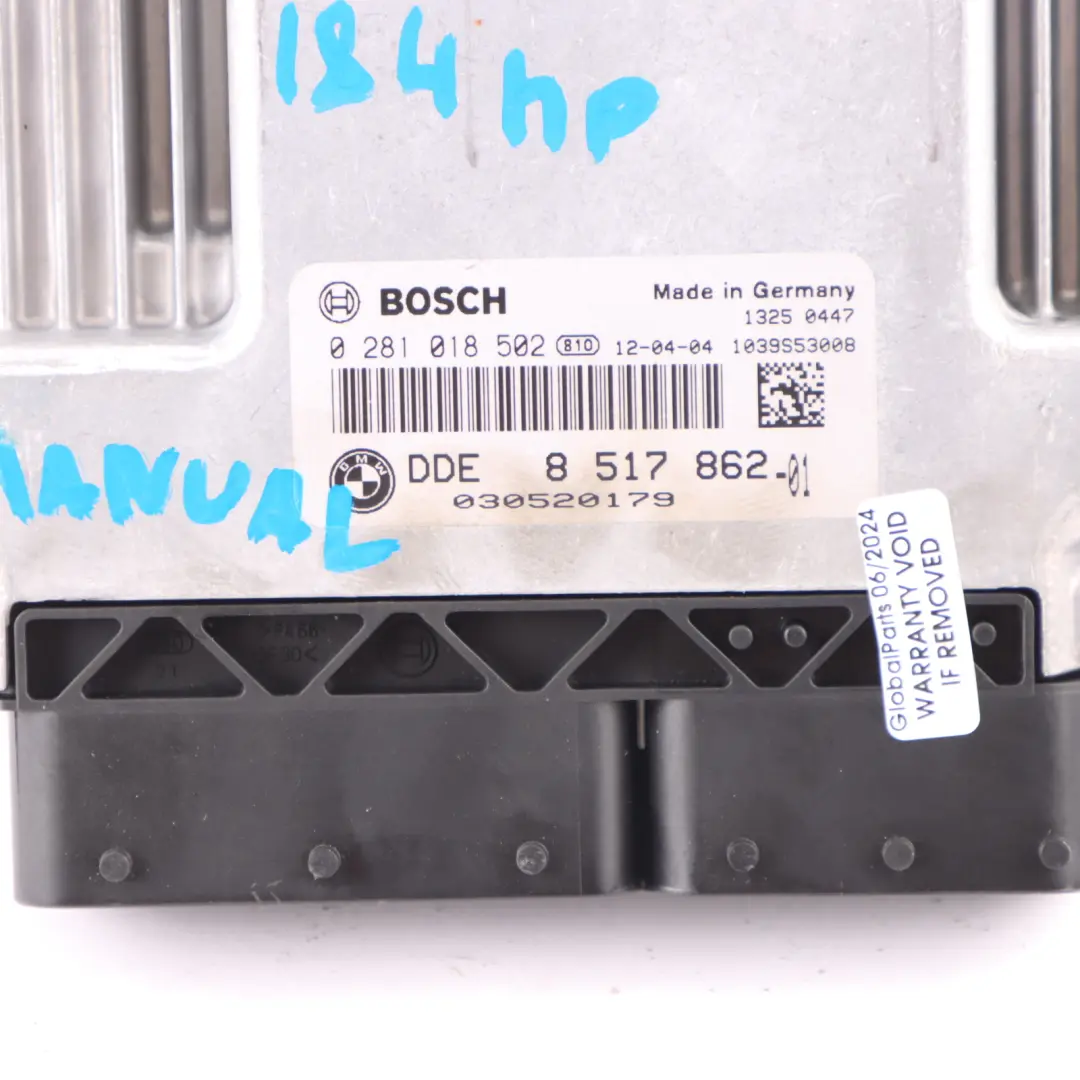 184 hp
BOSCH
Made in Germany
1325 0447
0 281 018 502 810 12-04-04 1039S53008
BMW DDE 8 517 862-01
030520179
MANUAL
GlobalParts 06/2024
WARRANTY VOID
IF REMOVED